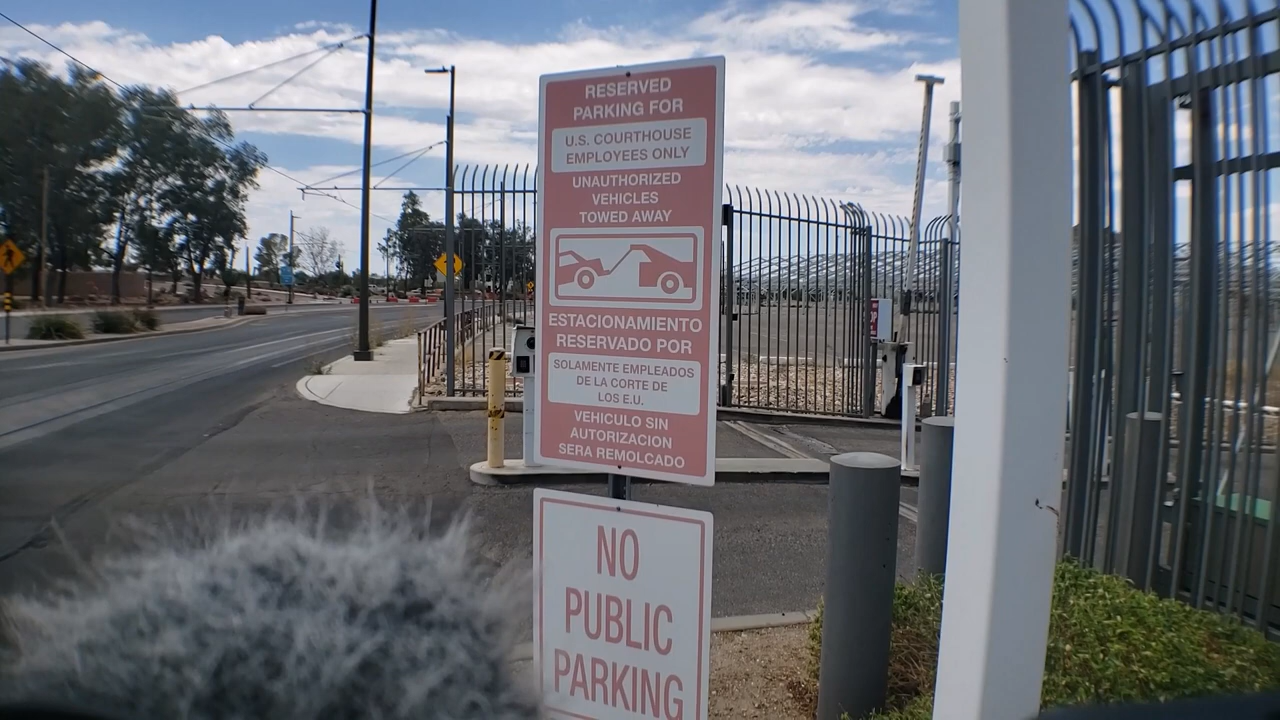 RESERVED
PARKING FOR
U.S. COURTHOUSE
EMPLOYEES ONLY
UNAUTHORIZED
VEHICLES
TOWED AWAY
ESTACIONAMIENTO
RESERVADO POR
SOLAMENTE EMPLEADOS
DE LA CORTE DE
LOS E.U.
VEHICULO SIN
AUTORIZACION
SERA REMOLCADO
NO
PUBLIC
PARKING